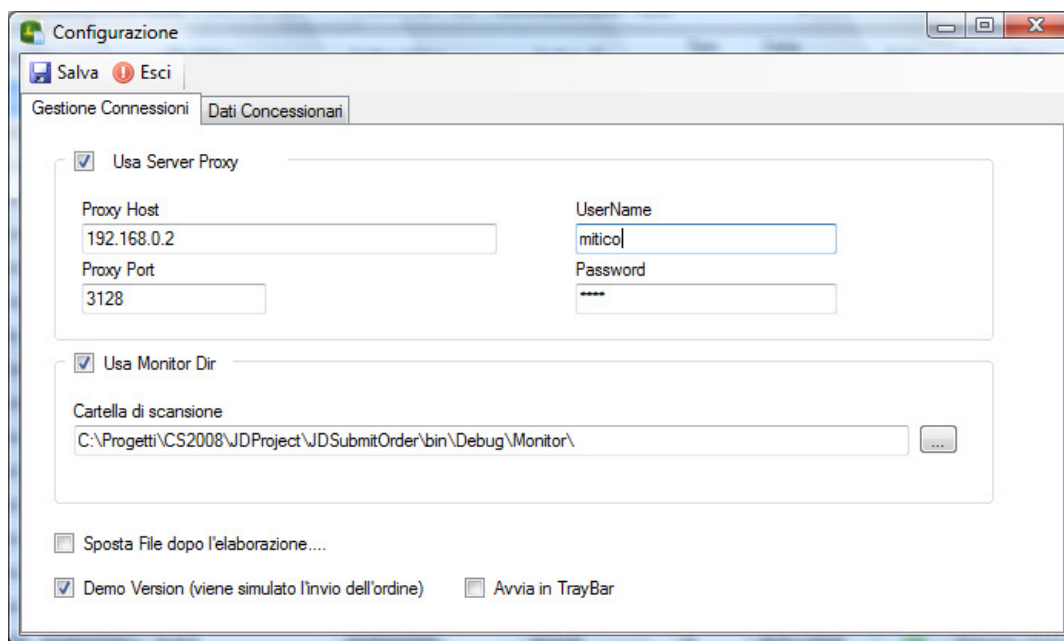 Configurazione
Salva Esci
Gestione Connessioni Dati Concessionari
Usa Server Proxy
Proxy Host UserName
192.168.0.2 mitico
Proxy Port Password
3128 ****
Usa Monitor Dir
Cartella di scansione
C:\Progetti\CS2008\JDProject\JDSubmitOrder\bin\Debug\Monitor\
...
Sposta File dopo l'elaborazione....
Demo Version (viene simulato l'invio dell'ordine) Avvia in TrayBar